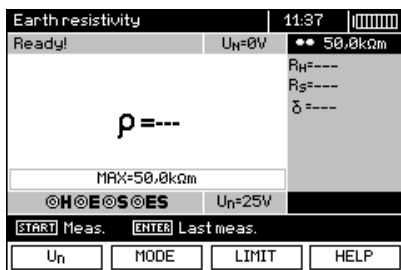 Earth resistivity 11:37
Ready! UN=0V 50,0kΩm
RH=---
RS=---
δ=---
ρ=---
MAX=50,0kΩm
H E S ES Un=25V
START Meas. ENTER Last meas.
Un MODE LIMIT HELP